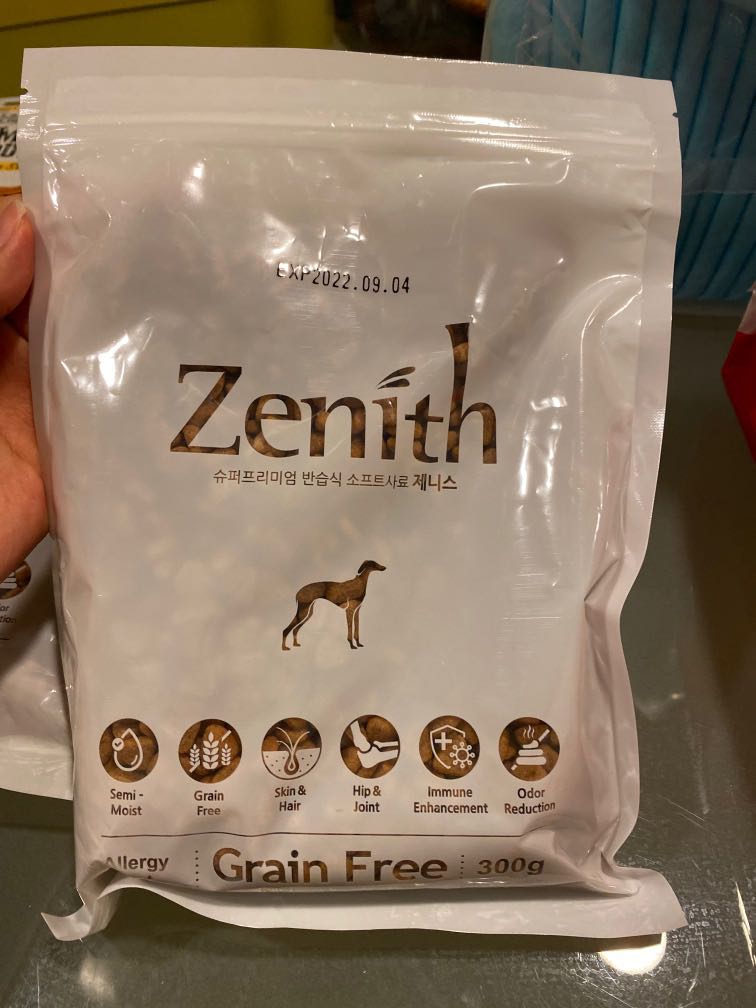 EXP2022.09.04
Zenith
슈퍼프리미엄 반습식 소프트사료 제니스
Semi-
Moist
Grain
Free
Skin &
Hair
Hip &
Joint
Immune
Enhancement
Odor
Reduction
Allergy
Grain Free
300g